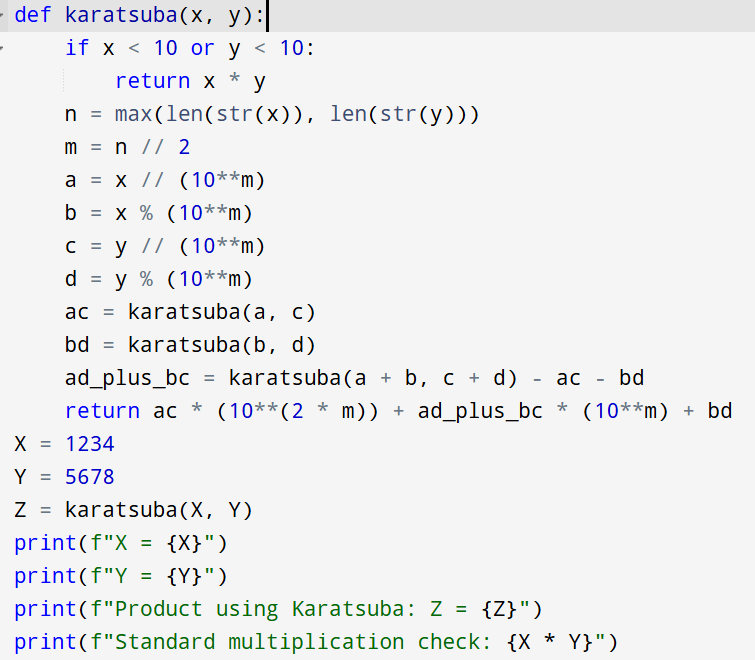 def karatsuba(x, y):
    if x < 10 or y < 10:
        return x * y
    n = max(len(str(x)), len(str(y)))
    m = n // 2
    a = x // (10**m)
    b = x % (10**m)
    c = y // (10**m)
    d = y % (10**m)
    ac = karatsuba(a, c)
    bd = karatsuba(b, d)
    ad_plus_bc = karatsuba(a + b, c + d) - ac - bd
    return ac * (10**(2 * m)) + ad_plus_bc * (10**m) + bd
X = 1234
Y = 5678
Z = karatsuba(X, Y)
print(f"X = {X}")
print(f"Y = {Y}")
print(f"Product using Karatsuba: Z = {Z}")
print(f"Standard multiplication check: {X * Y}")